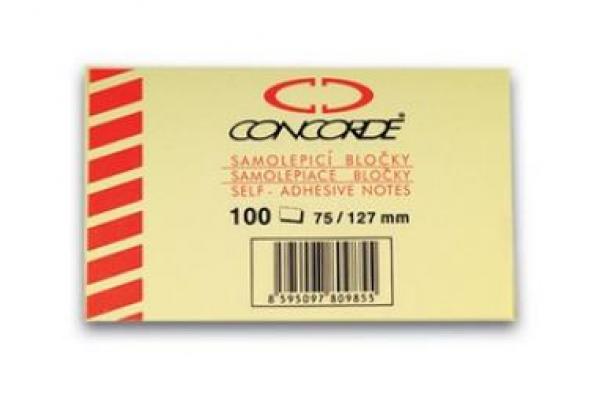 CONCORDE®
SAMOLEPICÍ BLOČKY
SAMOLEPIACE BLOČKY
SELF - ADHESIVE NOTES
100 75 / 127 mm
8 595097 809855